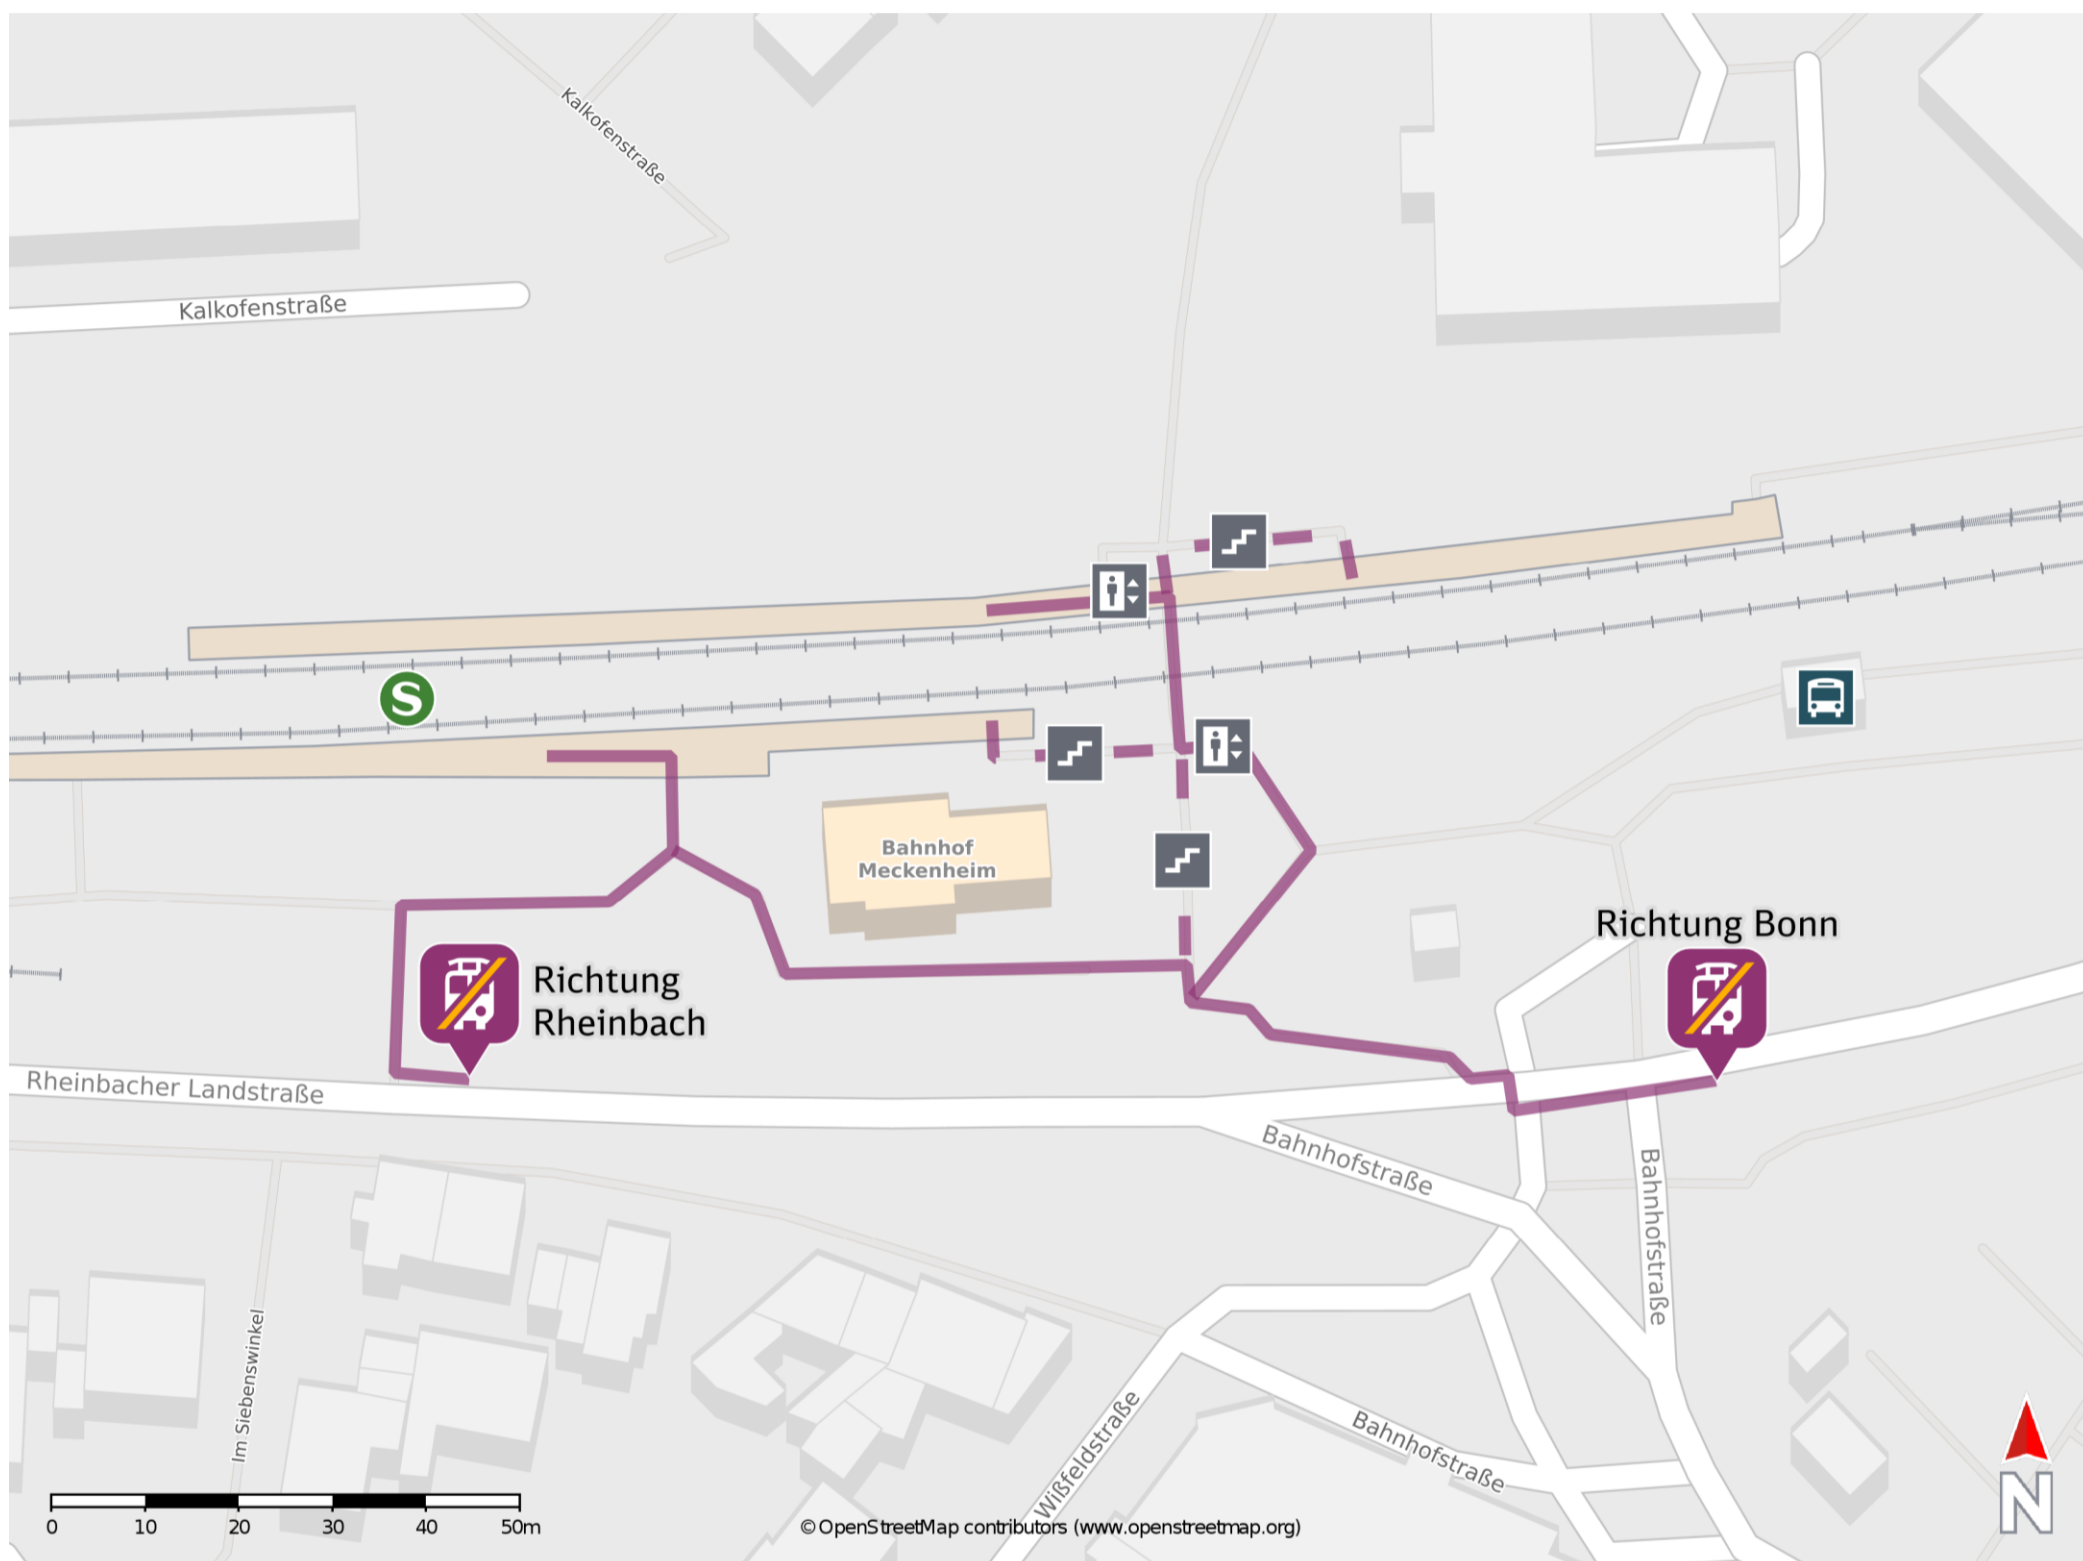 Kalkofenstraße
Kalkofenstraße
S
Bahnhof
Meckenheim
Richtung Bonn
Richtung
Rheinbach
Rheinbacher Landstraße
Bahnhofstraße
Bahnhofstraße
Im Siebenswinkel
Wißfeldstraße
Bahnhofstraße
N
0 10 20 30 40 50m
©OpenStreetMap contributors (www.openstreetmap.org)